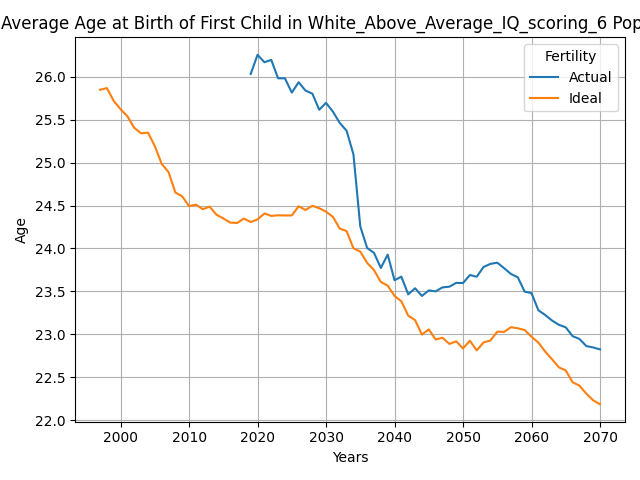 Average Age at Birth of First Child in White_Above_Average_IQ_scoring_6 Pop
Fertility
Actual
Ideal
Age
26.0
25.5
25.0
24.5
24.0
23.5
23.0
22.5
22.0
2000 2010 2020 2030 2040 2050 2060 2070
Years